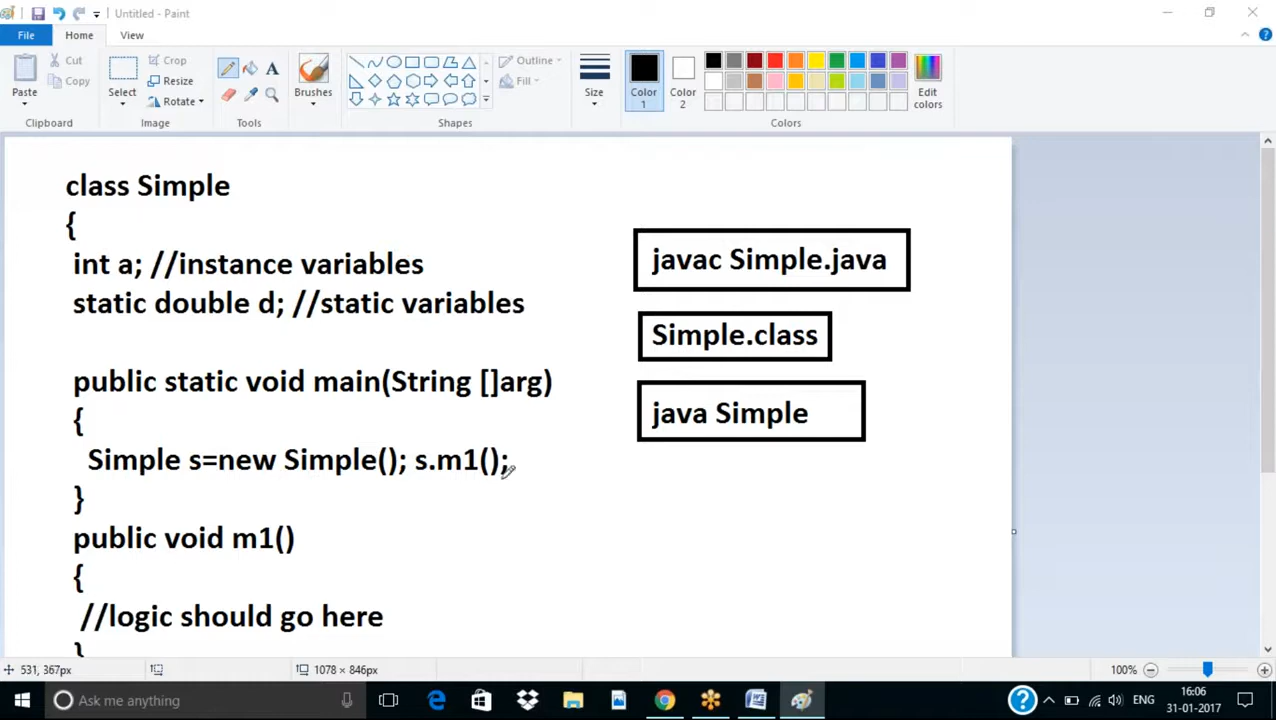 Untitled - Paint
File Home View
Paste
Cut
Copy
Clipboard
Select
Crop
Resize
Rotate
Image
A
Tools
Brushes
Outline
Fill
Shapes
Size
Color 1
Color 2
Edit colors
Colors
class Simple
{
int a; //instance variables
static double d; //static variables
public static void main(String []arg)
{
Simple s=new Simple(); s.m1();
}
public void m1()
{
//logic should go here
}
javac Simple.java
Simple.class
java Simple
531, 367px
1078 × 846px
100%
Ask me anything
ENG
16:06
31-01-2017